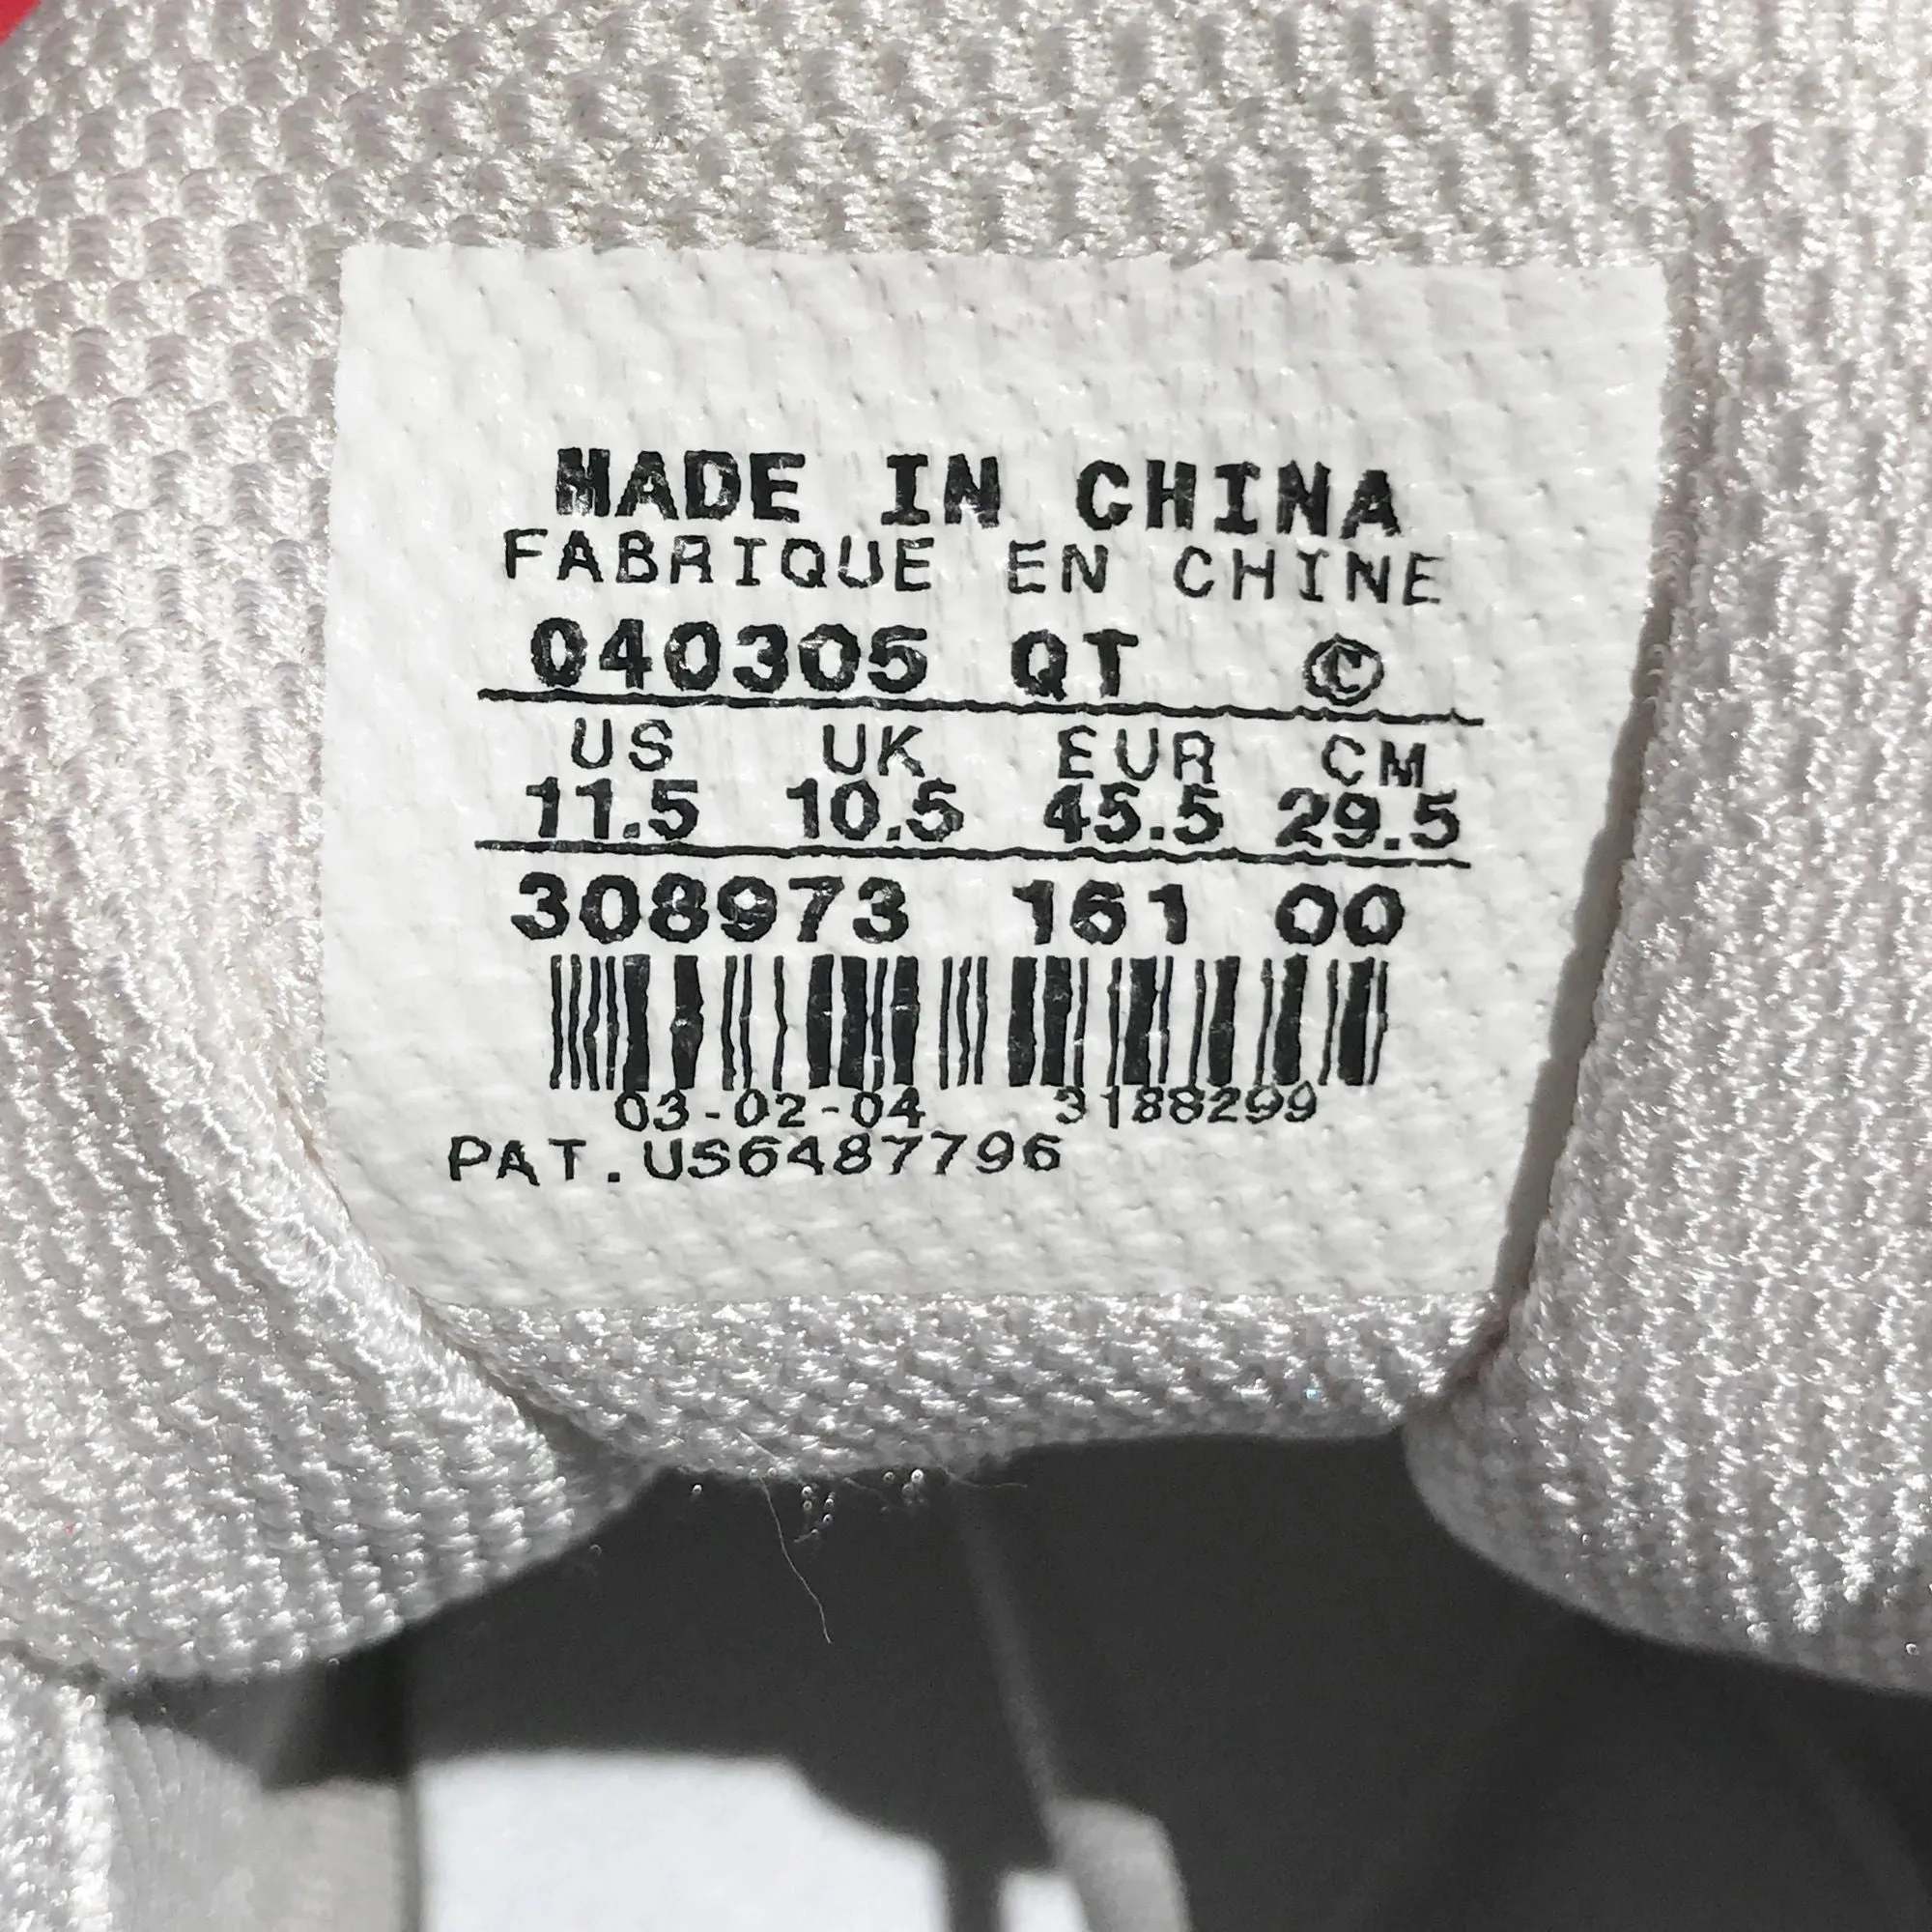 MADE IN CHINA
FABRIQUE EN CHINE
040305 QT ©
US UK EUR CM
11.5 10.5 45.5 29.5
308973 161 00
03-02-04 3188299
PAT.US6487796